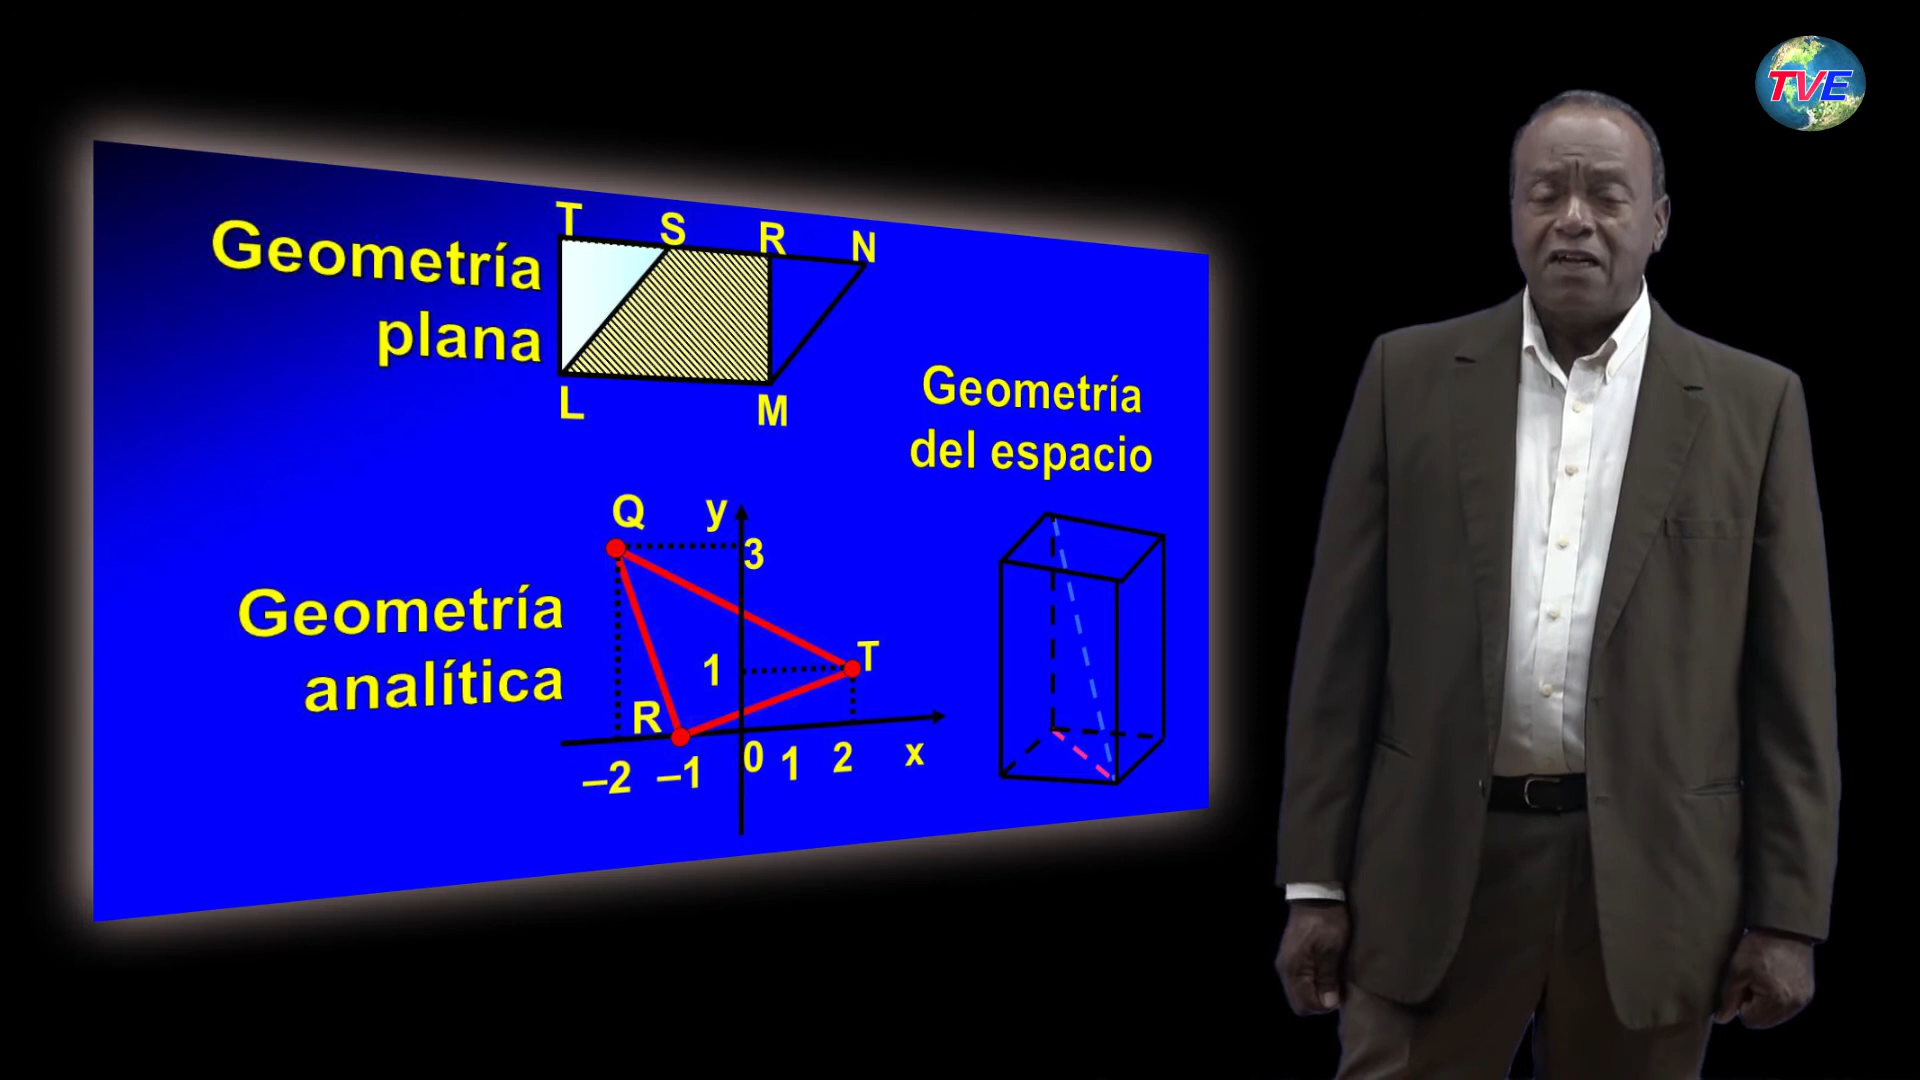 TVE
Geometría
plana
T S R N
L M
Geometría
del espacio
Geometría
analítica
Q y
3
1 T
R
–2 –1 0 1 2 x